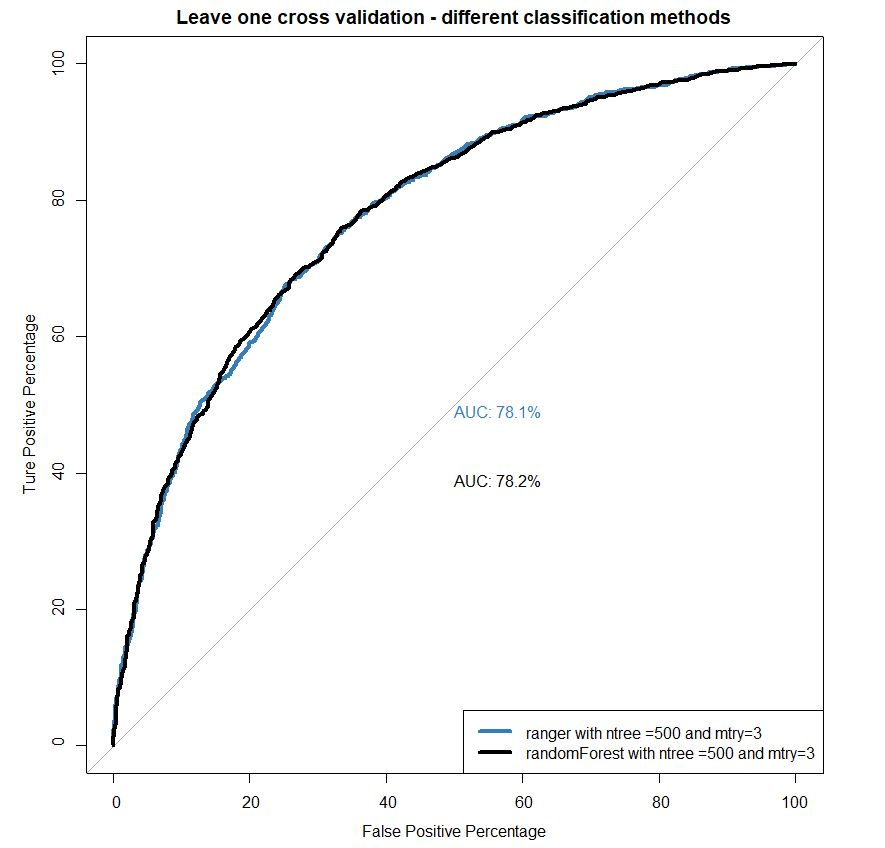 Leave one cross validation - different classification methods
100
80
60
40
20
0
Ture Positive Percentage
AUC: 78.1%
AUC: 78.2%
ranger with ntree =500 and mtry=3
randomForest with ntree =500 and mtry=3
0 20 40 60 80 100
False Positive Percentage